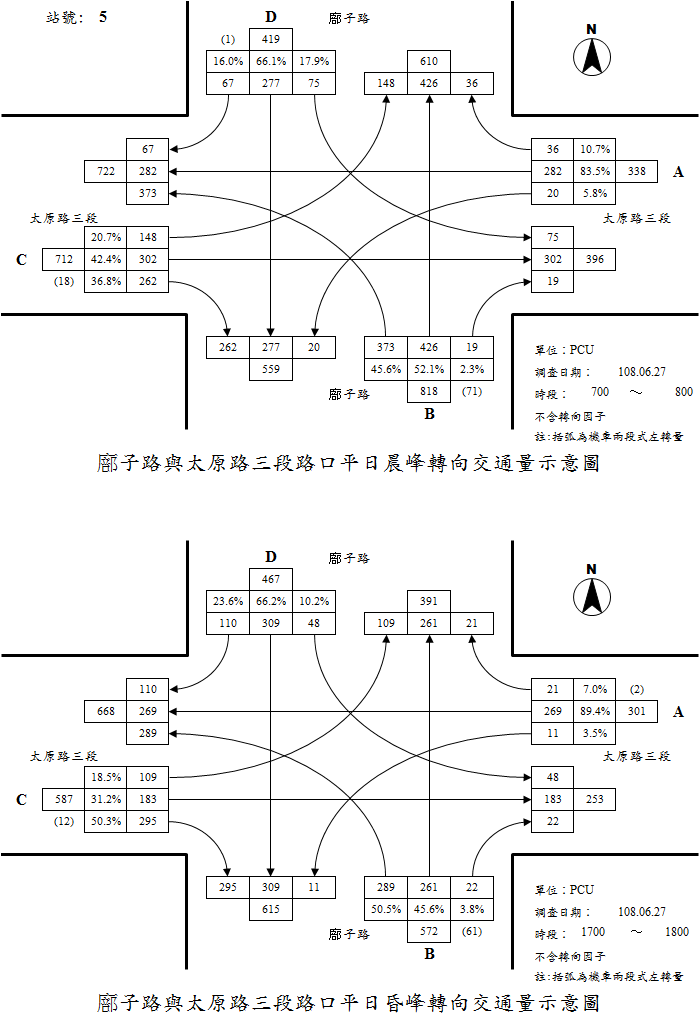 站號： 5
D
廍子路
(1) 419
16.0% 66.1% 17.9%
67 277 75
610
148 426 36
N
67
722 282
373
36 10.7%
282 83.5% 338
20 5.8%
A
太原路三段
太原路三段
C
20.7% 148
712 42.4% 302
(18) 36.8% 262
75
302 396
19
262 277 20
559
373 426 19
45.6% 52.1% 2.3%
818 (71)
廍子路
B
單位：PCU
調查日期： 108.06.27
時段： 700 ～ 800
不含轉向因子
註:括弧為機車兩段式左轉量
廍子路與太原路三段路口平日晨峰轉向交通量示意圖
D
廍子路
467
23.6% 66.2% 10.2%
110 309 48
391
109 261 21
N
110
668 269
289
21 7.0% (2)
269 89.4% 301
11 3.5%
A
太原路三段
太原路三段
C
18.5% 109
587 31.2% 183
(12) 50.3% 295
48
183 253
22
295 309 11
615
289 261 22
50.5% 45.6% 3.8%
572 (61)
廍子路
B
單位：PCU
調查日期： 108.06.27
時段： 1700 ～ 1800
不含轉向因子
註:括弧為機車兩段式左轉量
廍子路與太原路三段路口平日昏峰轉向交通量示意圖